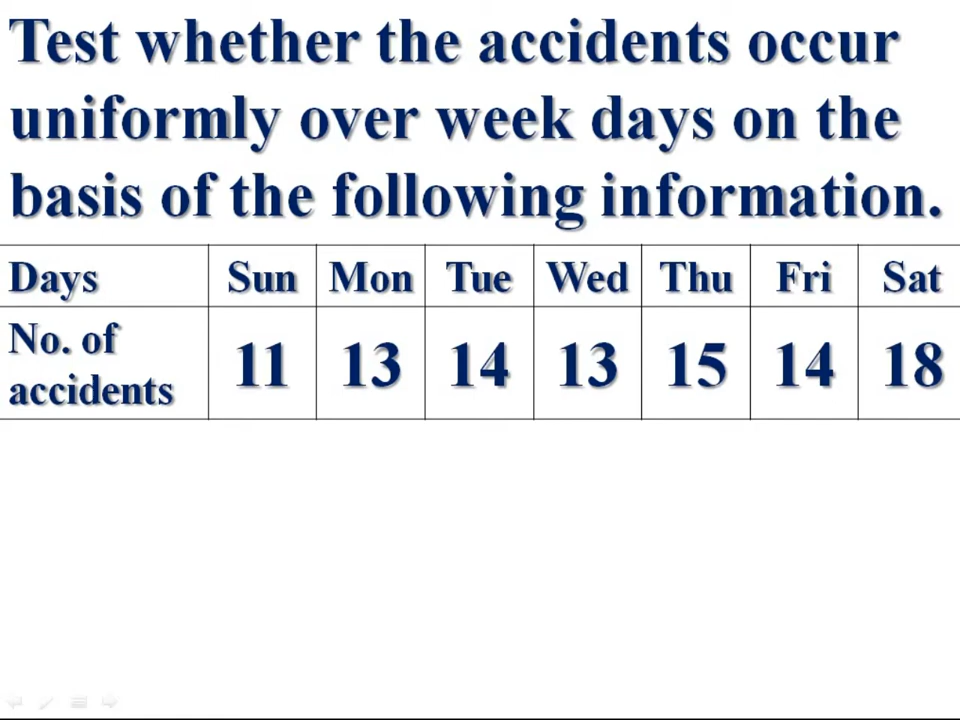 Test whether the accidents occur
uniformly over week days on the
basis of the following information.
Days Sun Mon Tue Wed Thu Fri Sat
No. of accidents 11 13 14 13 15 14 18